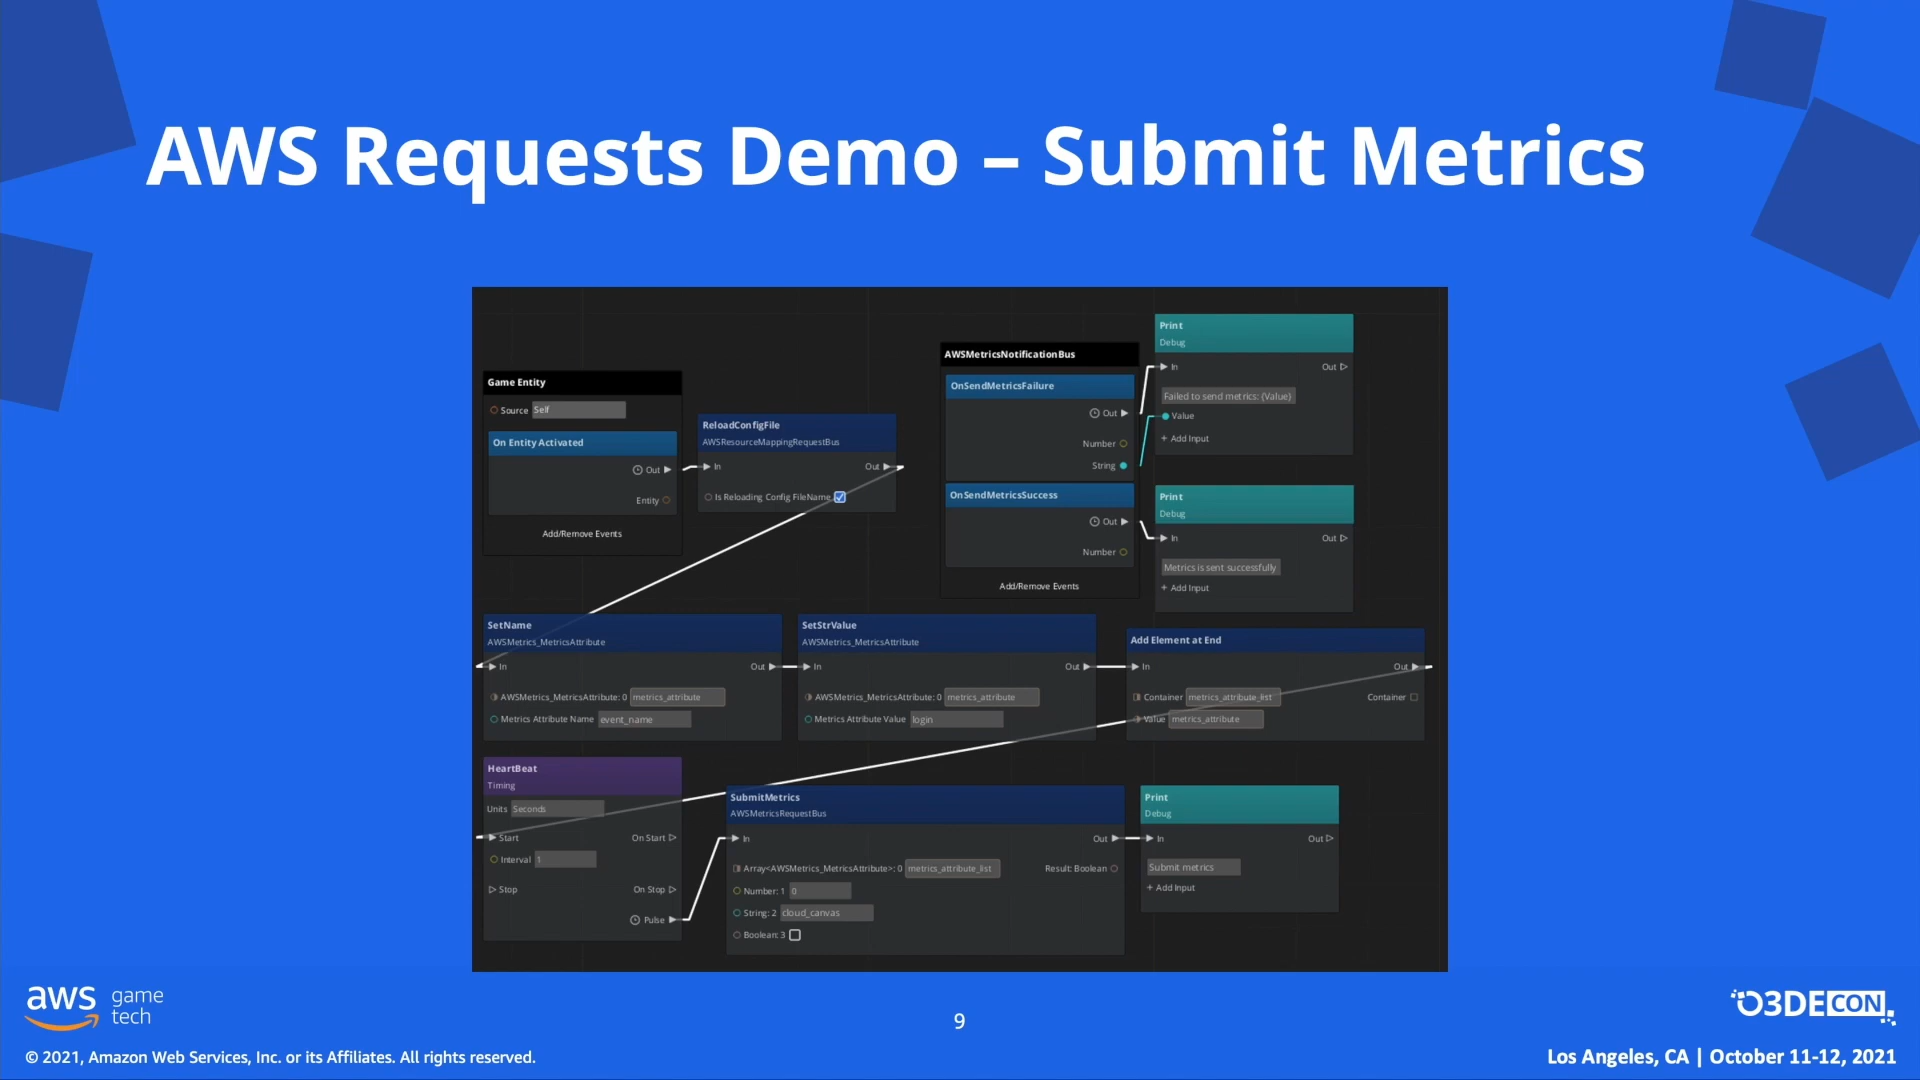 AWS Requests Demo – Submit Metrics
Game Entity
Source Self
On Entity Activated
Out
Entity
Add/Remove Events
ReloadConfigFile
AWSResourceMappingRequestBus
In Out
Is Reloading Config FileName
AWSMetricsNotificationBus
OnSendMetricsFailure
Out
Number
String
OnSendMetricsSuccess
Out
Number
Add/Remove Events
Print
Debug
In Out
Failed to send metrics: {Value}
Value
+ Add Input
Print
Debug
In Out
Metrics is sent successfully
+ Add Input
SetName
AWSMetrics_MetricsAttribute
In Out
AWSMetrics_MetricsAttribute: 0 metrics_attribute
Metrics Attribute Name event_name
SetStrValue
AWSMetrics_MetricsAttribute
In Out
AWSMetrics_MetricsAttribute: 0 metrics_attribute
Metrics Attribute Value login
Add Element at End
In Out
Container metrics_attribute_list Container
Value metrics_attribute
HeartBeat
Timing
Units Seconds
Start On Start
Interval 1
Stop On Stop
Pulse
SubmitMetrics
AWSMetricsRequestBus
In Out
Array<AWSMetrics_MetricsAttribute>: 0 metrics_attribute_list Result: Boolean
Number: 1 0
String: 2 cloud_canvas
Boolean: 3
Print
Debug
In Out
Submit metrics
+ Add Input
aws game tech
9
O3DECON
© 2021, Amazon Web Services, Inc. or its Affiliates. All rights reserved.
Los Angeles, CA | October 11-12, 2021